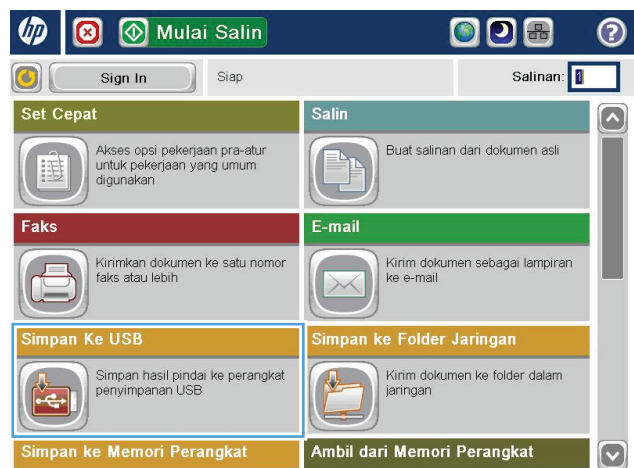 hp
Mulai Salin
?
Sign In
Siap
Salinan: 1
Set Cepat
Akses opsi pekerjaan pra-atur
untuk pekerjaan yang umum
digunakan
Salin
Buat salinan dari dokumen asli
Faks
Kirimkan dokumen ke satu nomor
faks atau lebih
E-mail
Kirim dokumen sebagai lampiran
ke e-mail
Simpan Ke USB
Simpan hasil pindai ke perangkat
penyimpanan USB
Simpan ke Folder Jaringan
Kirim dokumen ke folder dalam
jaringan
Simpan ke Memori Perangkat
Ambil dari Memori Perangkat